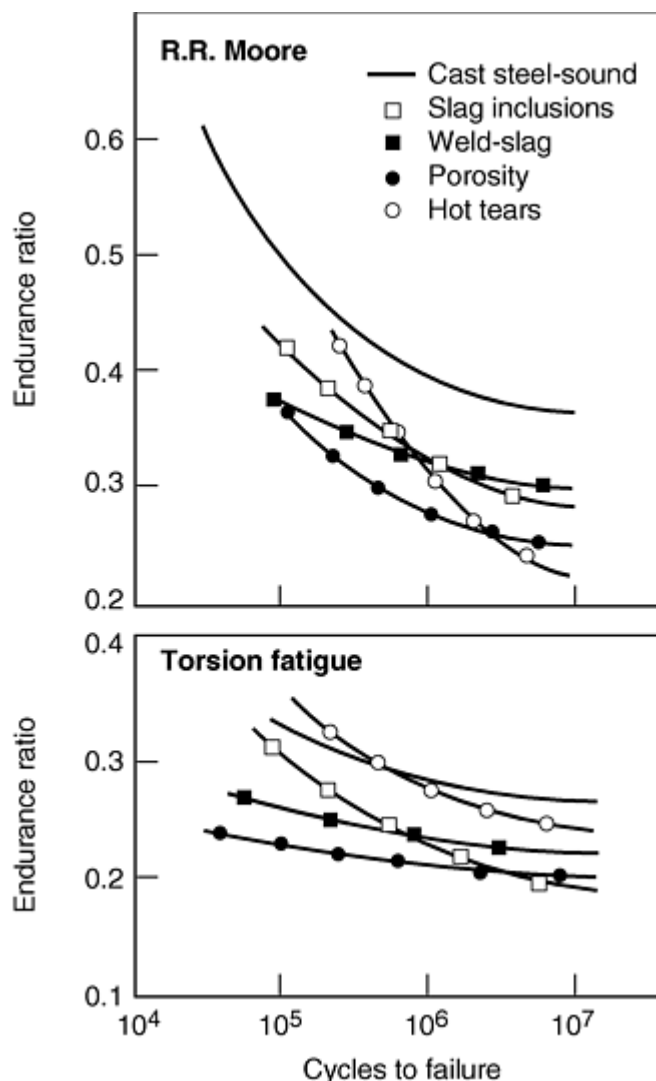 R.R. Moore
Cast steel-sound
Slag inclusions
Weld-slag
Porosity
Hot tears
0.6
0.5
0.4
0.3
0.2
Endurance ratio
Torsion fatigue
0.4
0.3
0.2
0.1
Endurance ratio
10⁴ 10⁵ 10⁶ 10⁷
Cycles to failure